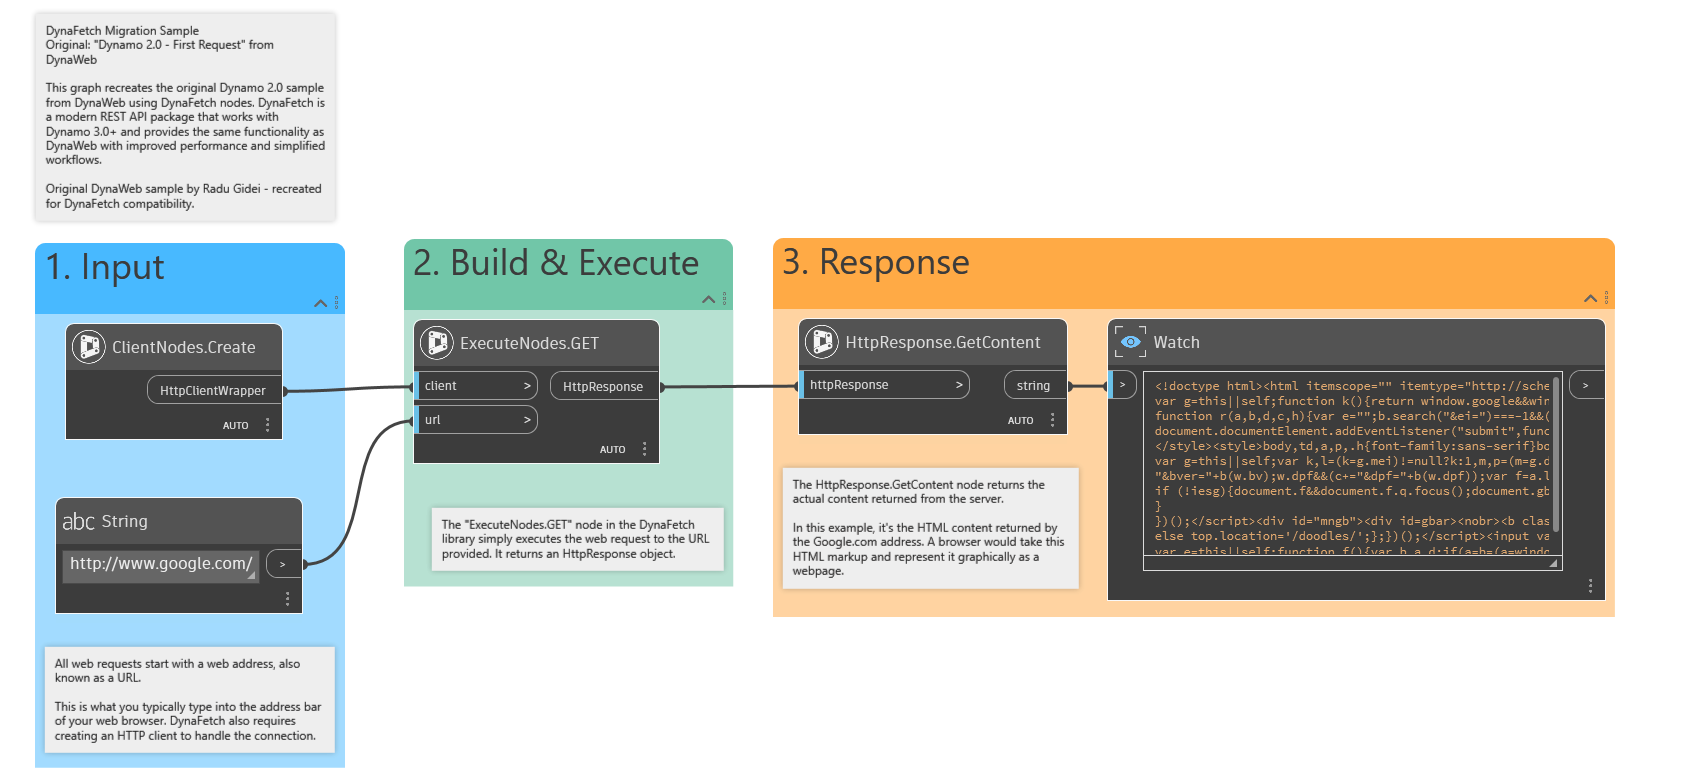 DynaFetch Migration Sample
Original: "Dynamo 2.0 - First Request" from
DynaWeb
This graph recreates the original Dynamo 2.0 sample
from DynaWeb using DynaFetch nodes. DynaFetch is
a modern REST API package that works with
Dynamo 3.0+ and provides the same functionality as
DynaWeb with improved performance and simplified
workflows.
Original DynaWeb sample by Radu Gidei - recreated
for DynaFetch compatibility.
1. Input
ClientNodes.Create
HttpClientWrapper
AUTO
abc String
http://www.google.com/
>
All web requests start with a web address, also
known as a URL.
This is what you typically type into the address bar
of your web browser. DynaFetch also requires
creating an HTTP client to handle the connection.
2. Build & Execute
ExecuteNodes.GET
client >
HttpResponse
url >
AUTO
The "ExecuteNodes.GET" node in the DynaFetch
library simply executes the web request to the URL
provided. It returns an HttpResponse object.
3. Response
HttpResponse.GetContent
httpResponse >
string
AUTO
The HttpResponse.GetContent node returns the
actual content returned from the server.
In this example, it's the HTML content returned by
the Google.com address. A browser would take this
HTML markup and represent it graphically as a
webpage.
Watch
>
>
<!doctype html><html itemscope="" itemtype="http://sche
var g=this||self;function k(){return window.google&&win
function r(a,b,d,c,h){var e="";b.search("&ei=")===-1&&(
document.documentElement.addEventListener("submit",func
</style><style>body,td,a,p,.h{font-family:sans-serif}bo
var g=this||self;var k,l=(k=g.mei)!=null?k:1,m,p=(m=g.d
"&bver="+b(w.bv);w.dpf&&(c+="&dpf="+b(w.dpf));var f=a.l
if (!iesg){document.f&&document.f.q.focus();document.gb
}
})();</script><div id="mngb"><div id=gbar><nobr><b clas
else top.location='/doodles/';};})();</script><input va
var e=this||self;function f(){var b,a,d;if(a=b=(a=windo